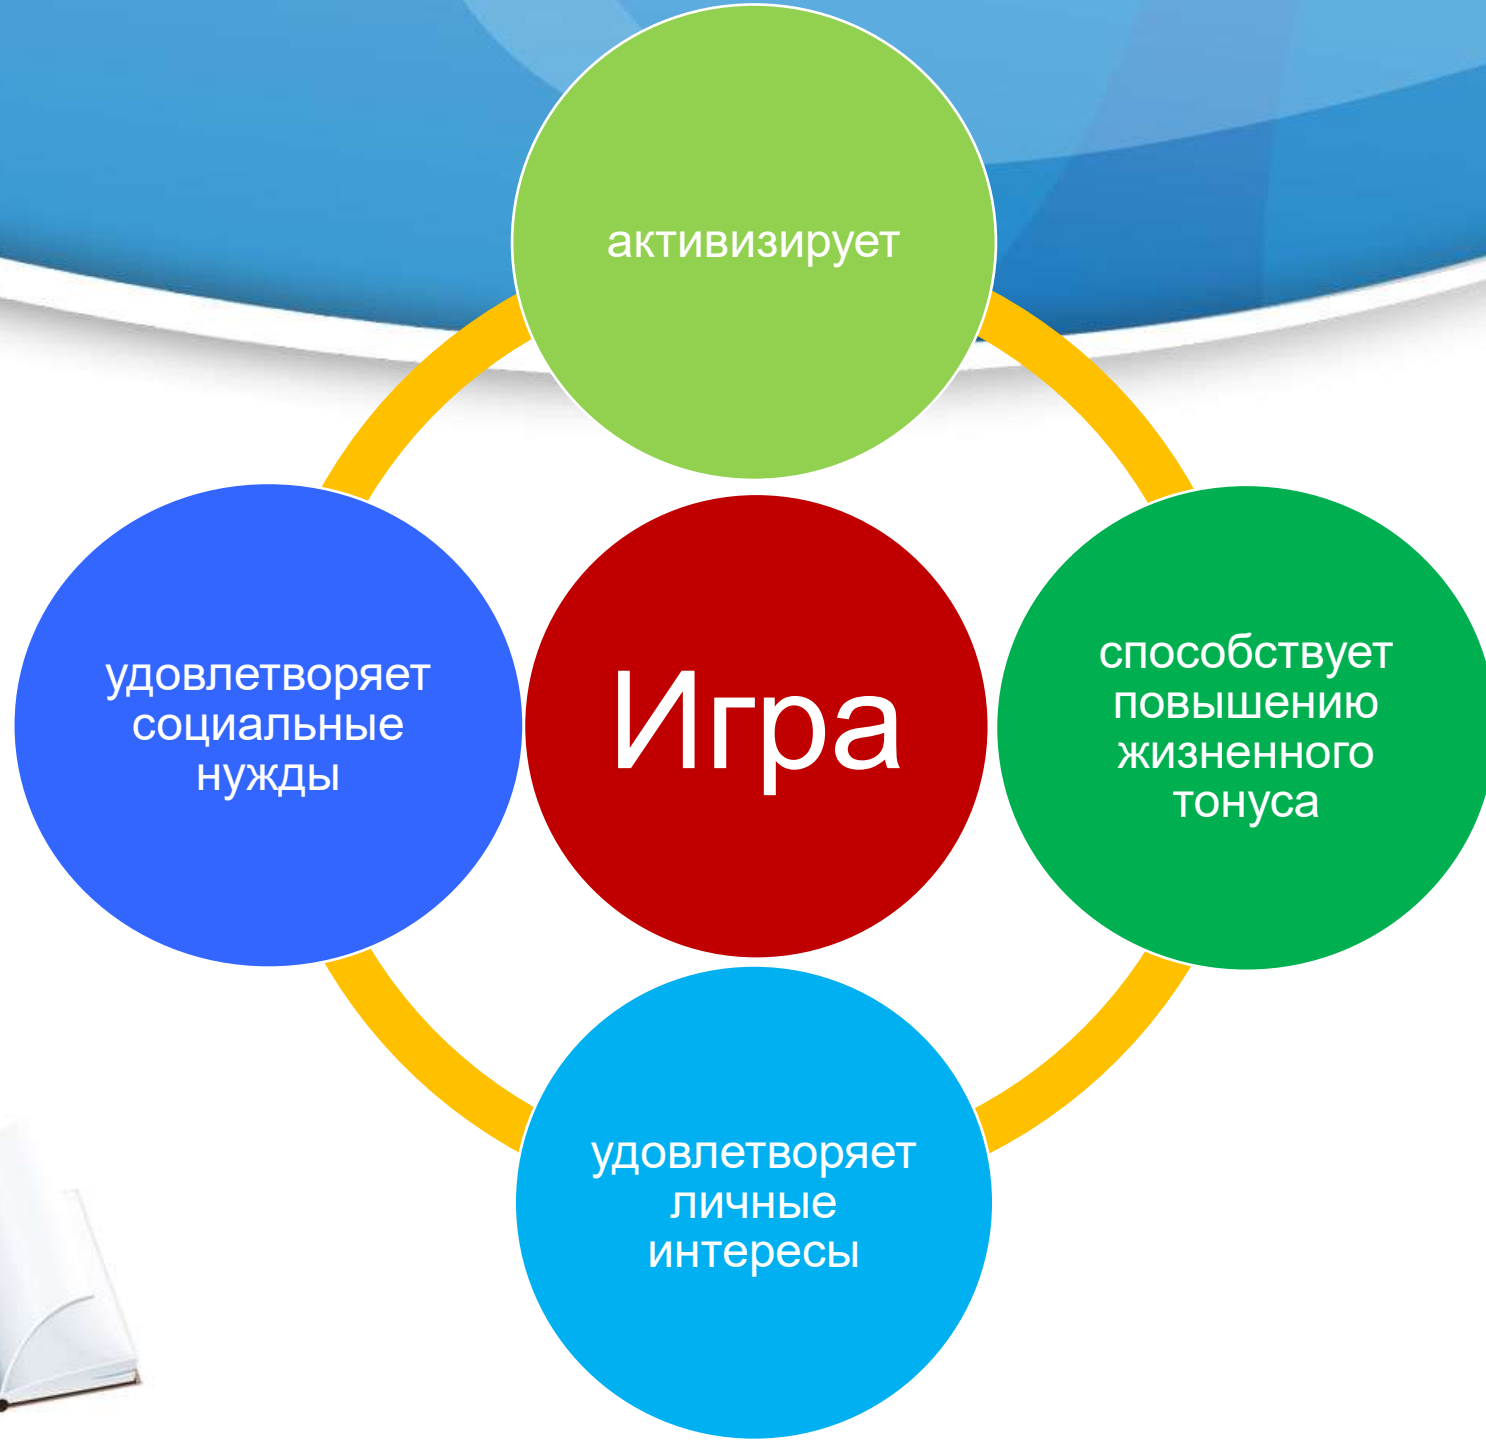 активизирует
способствует
повышению
жизненного
тонуса
удовлетворяет
личные
интересы
удовлетворяет
социальные
нужды
Игра